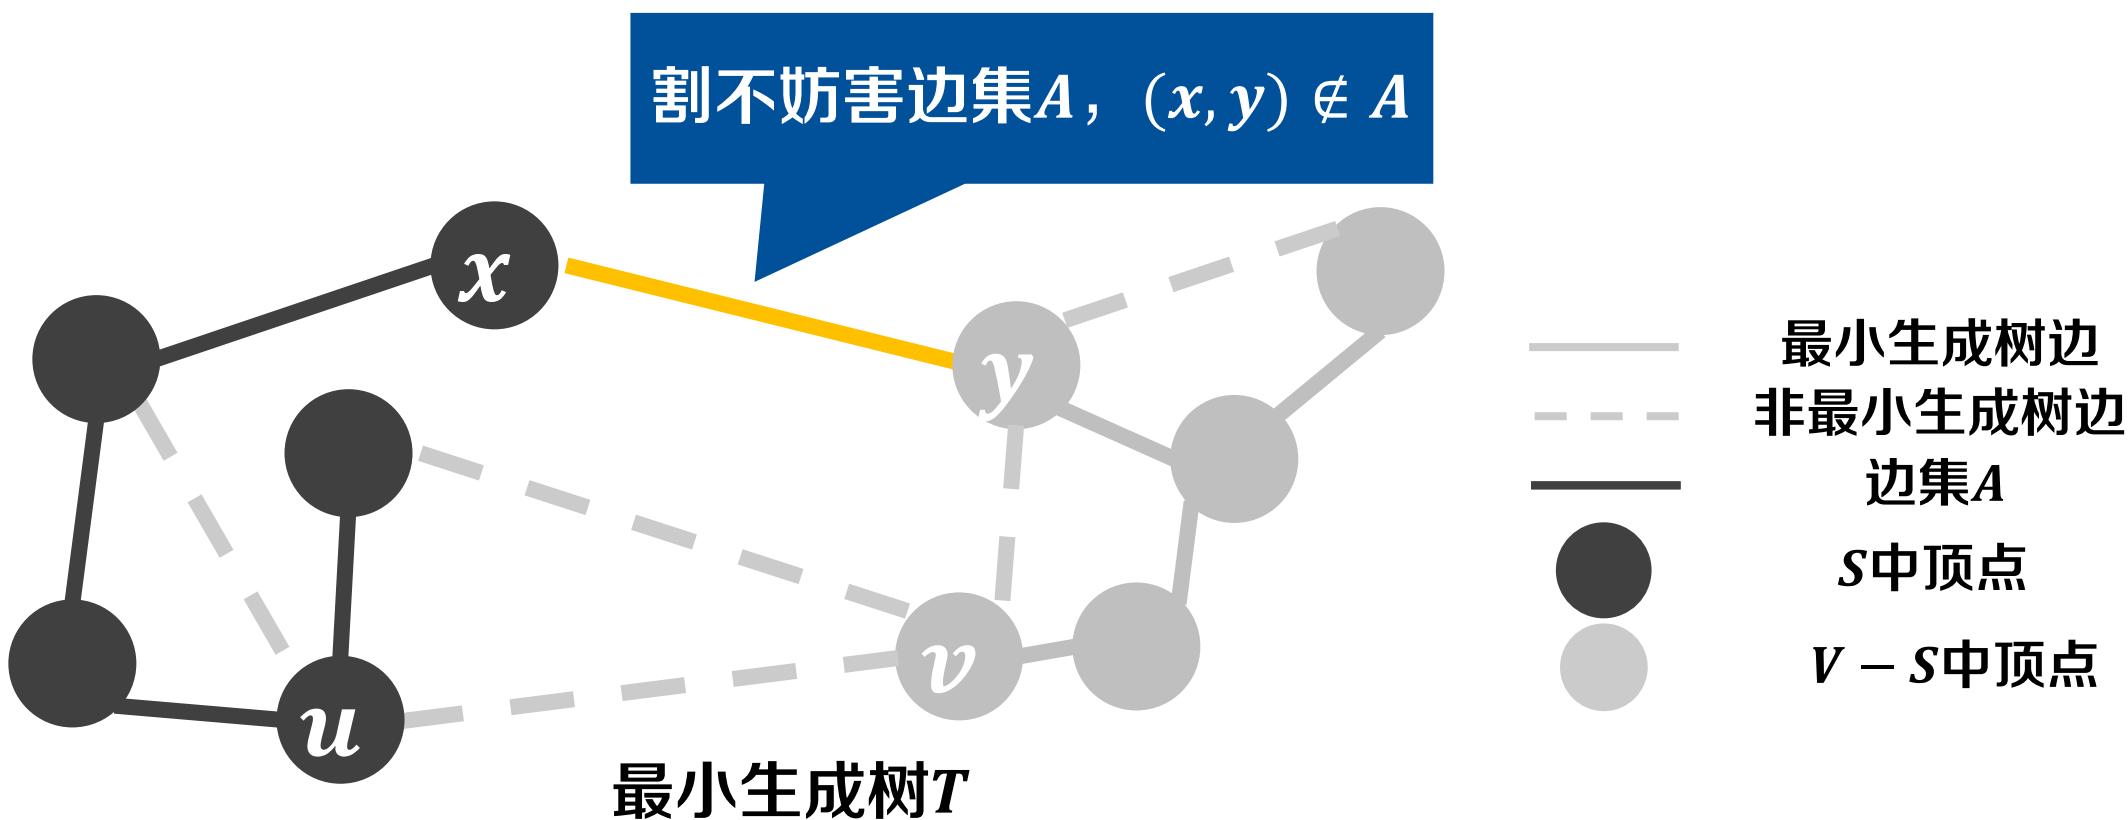 割不妨害边集A，(x, y) ∉ A
x
y
v
u
最小生成树T
最小生成树边
非最小生成树边
边集A
S中顶点
V − S中顶点